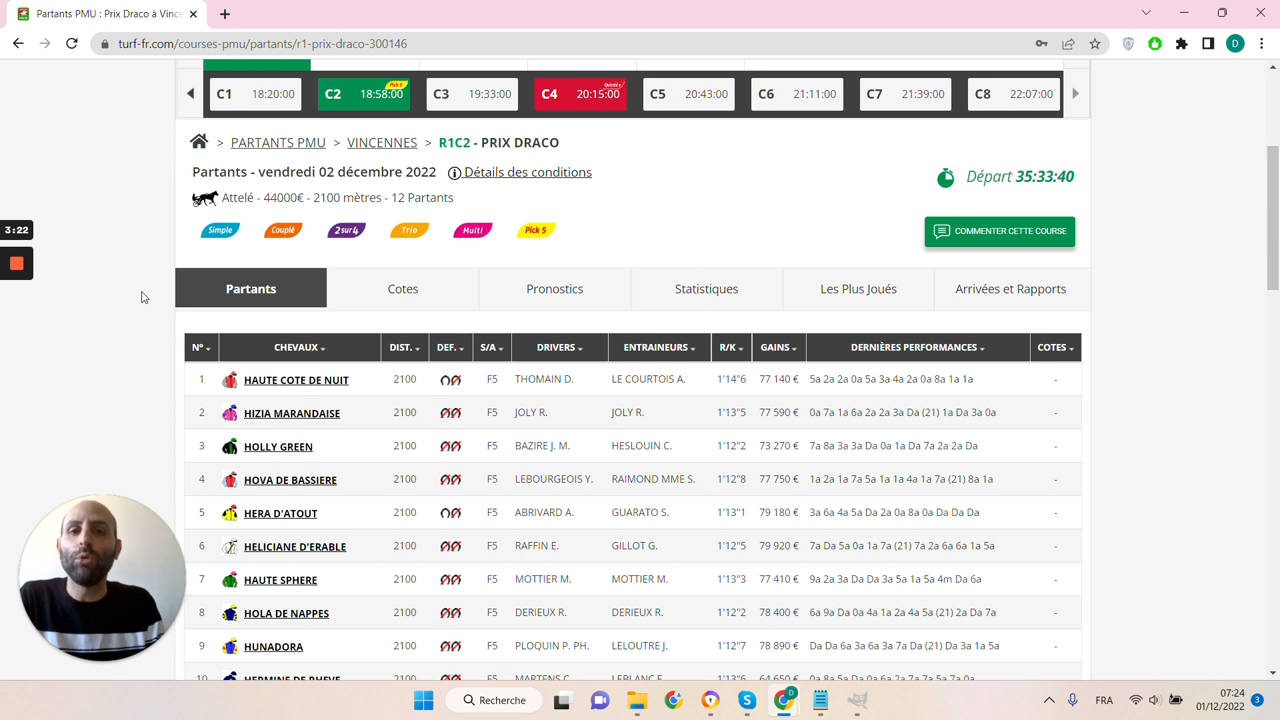 Partants PMU : Prix Draco à Vince
turf-fr.com/courses-pmu/partants/r1-prix-draco-300146
D
C1 18:20:00
C2 18:58:00 Pick 5
C3 19:33:00
C4 20:15:00 Quinté+
C5 20:43:00
C6 21:11:00
C7 21:39:00
C8 22:07:00
> PARTANTS PMU > VINCENNES > R1C2 - PRIX DRACO
Partants - vendredi 02 décembre 2022 Détails des conditions
Départ 35:33:40
Attelé - 44000€ - 2100 mètres - 12 Partants
3:22
Simple Couplé 2sur4 Trio Multi Pick 5
COMMENTER CETTE COURSE
Partants Cotes Pronostics Statistiques Les Plus Joués Arrivées et Rapports
N° CHEVAUX DIST. DEF. S/A DRIVERS ENTRAINEURS R/K GAINS DERNIÈRES PERFORMANCES COTES
1 HAUTE COTE DE NUIT 2100 F5 THOMAIN D. LE COURTOIS A. 1'14"6 77 140 € 5a 2a 2a 0a 5a 3a 4a 2a 0a 8a 1a 1a -
2 HIZIA MARANDAISE 2100 F5 JOLY R. JOLY R. 1'13"5 77 590 € 0a 7a 1a 6a 2a 2a 3a Da (21) 1a Da 3a 0a -
3 HOLLY GREEN 2100 F5 BAZIRE J. M. HESLOUIN C. 1'12"2 73 270 € 7a 8a 3a 3a Da 0a 1a Da 7a 2a 2a Da -
4 HOVA DE BASSIERE 2100 F5 LEBOURGEOIS Y. RAIMOND MME S. 1'12"8 77 750 € 1a 2a 1a 7a 5a 1a 1a 4a 1a 7a (21) 8a 1a -
5 HERA D'ATOUT 2100 F5 ABRIVARD A. GUARATO S. 1'13"1 79 180 € 3a 6a 4a 5a Da 2a 0a 8a 0a Da Da Da -
6 HELICIANE D'ERABLE 2100 F5 RAFFIN E. GILLOT G. 1'12"5 79 920 € 7a Da 5a 0a 1a 7a (21) 7a 2a 6a 6a 1a 5a -
7 HAUTE SPHERE 2100 F5 MOTTIER M. MOTTIER M. 1'13"3 77 410 € 9a 2a 3a Da Da 3a 5a 1a 5a 4m Da 6a -
8 HOLA DE NAPPES 2100 F5 DERIEUX R. DERIEUX R. 1'12"2 78 400 € 6a 9a Da 0a 4a 1a 2a 4a 5a (21) 2a Da 7a -
9 HUNADORA 2100 F5 PLOQUIN P. PH. LELOUTRE J. 1'12"7 78 890 € Da Da 6a 3a 6a 3a 7a Da (21) Da 3a 1a 5a -
10 HERMINE DE RHEVE
Recherche
FRA
07:24
01/12/2022
3